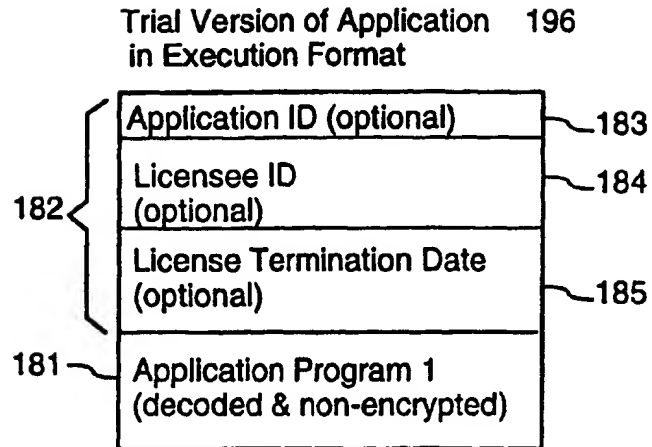 Trial Version of Application 196
in Execution Format
Application ID (optional) 183
Licensee ID 184
(optional)
182
License Termination Date
(optional) 185
181 Application Program 1
(decoded & non-encrypted)